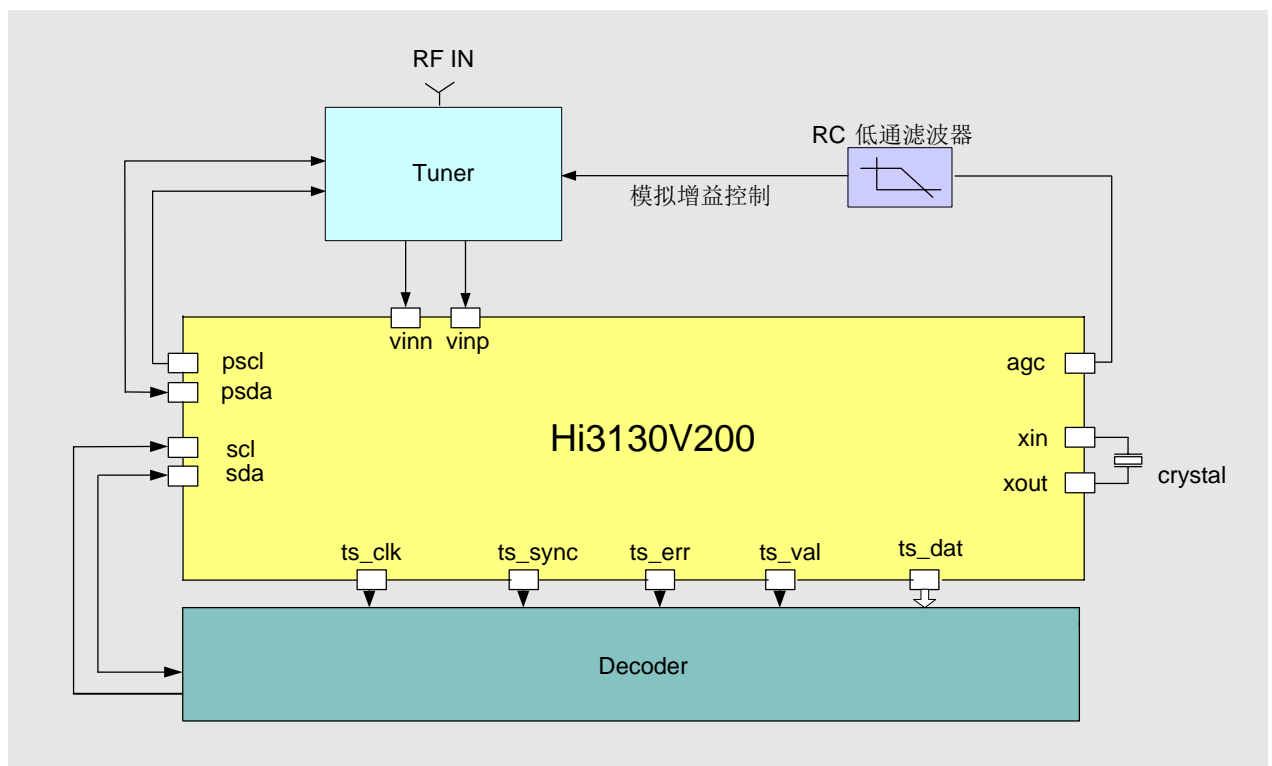 RF IN
RC 低通滤波器
Tuner
模拟增益控制
vinn
vinp
pscl
psda
agc
Hi3130V200
scl
sda
xin
xout
crystal
ts_clk
ts_sync
ts_err
ts_val
ts_dat
Decoder